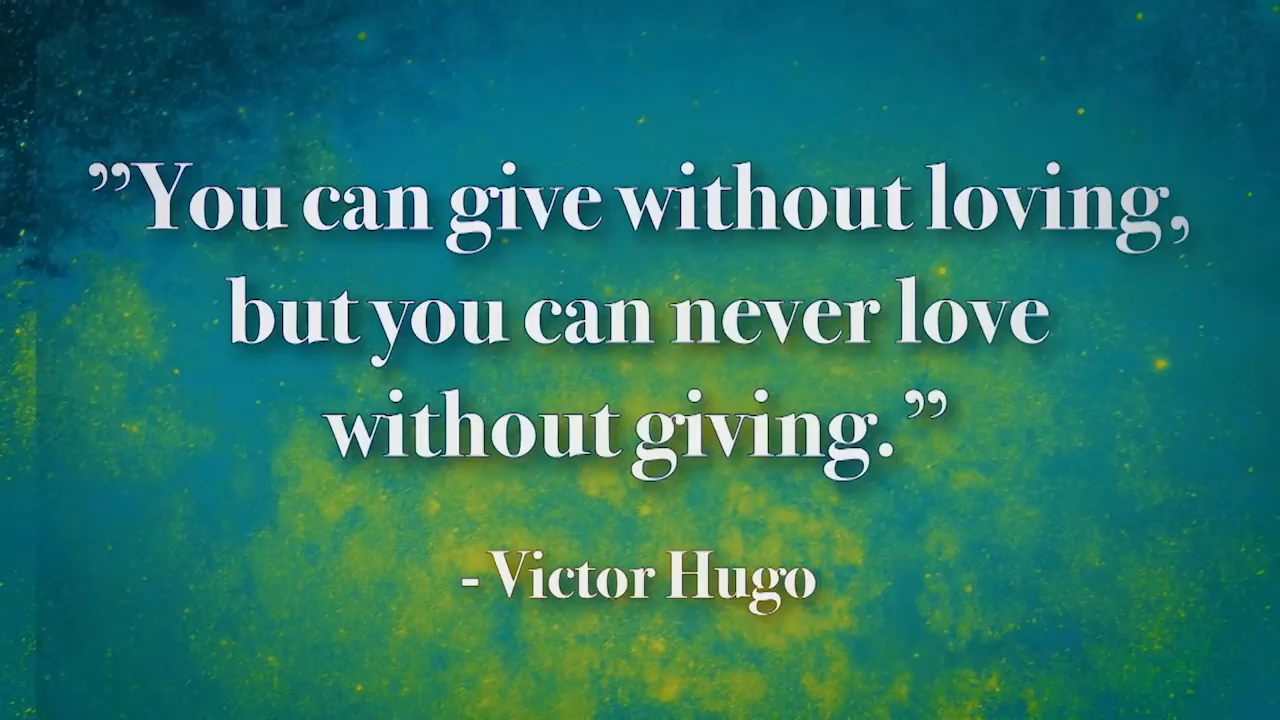 ”You can give without loving,
but you can never love
without giving.”
- Victor Hugo